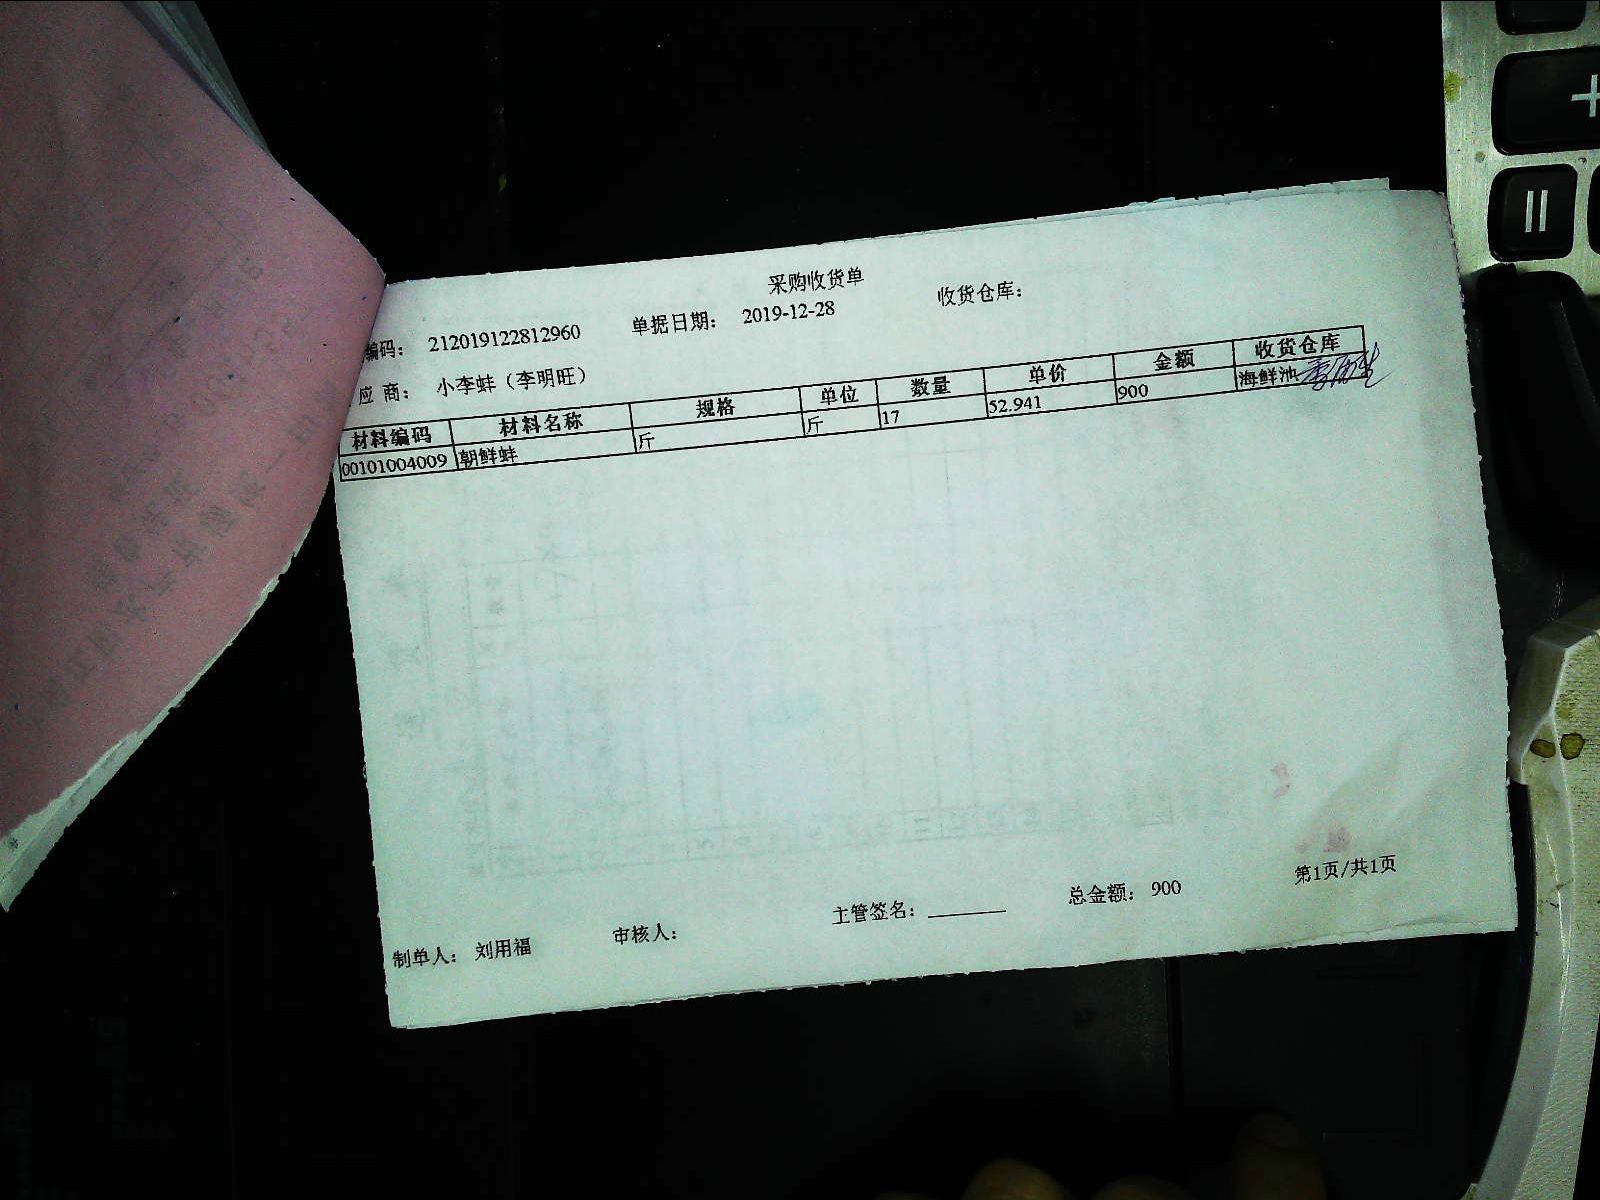 采购收货单
编码： 212019122812960 单据日期： 2019-12-28 收货仓库：
应 商： 小李蚌（李明旺）
材料编码 材料名称 规格 单位 数量 单价 金额 收货仓库
00101004009 朝鲜蚌 斤 斤 17 52.941 900 海鲜池
制单人： 刘用福 审核人： 主管签名： 总金额： 900 第1页/共1页
+
=